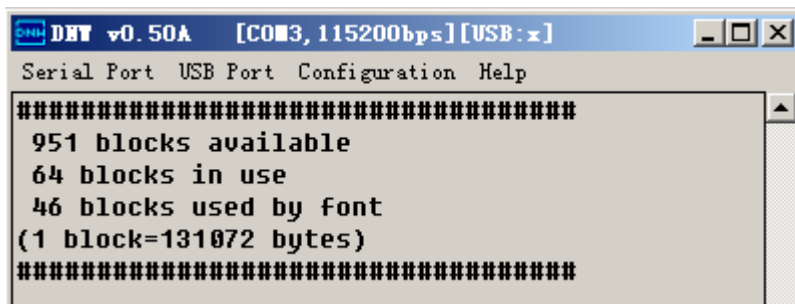 DNW DNW v0.50A [COM3,115200bps][USB:x]
Serial Port USB Port Configuration Help
###################################
951 blocks available
64 blocks in use
46 blocks used by font
(1 block=131072 bytes)
###################################